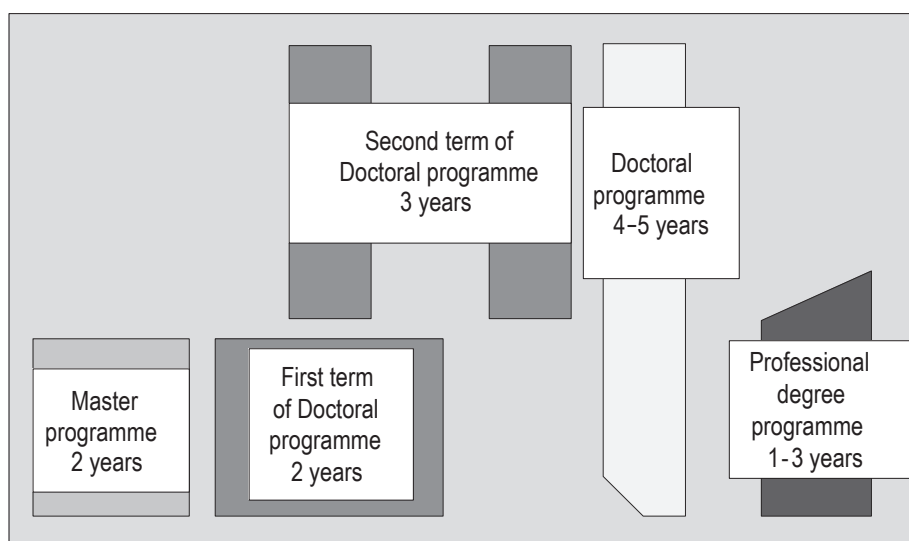 Second term of
Doctoral programme
3 years
Doctoral
programme
4–5 years
Master
programme
2 years
First term
of Doctoral
programme
2 years
Professional
degree
programme
1-3 years